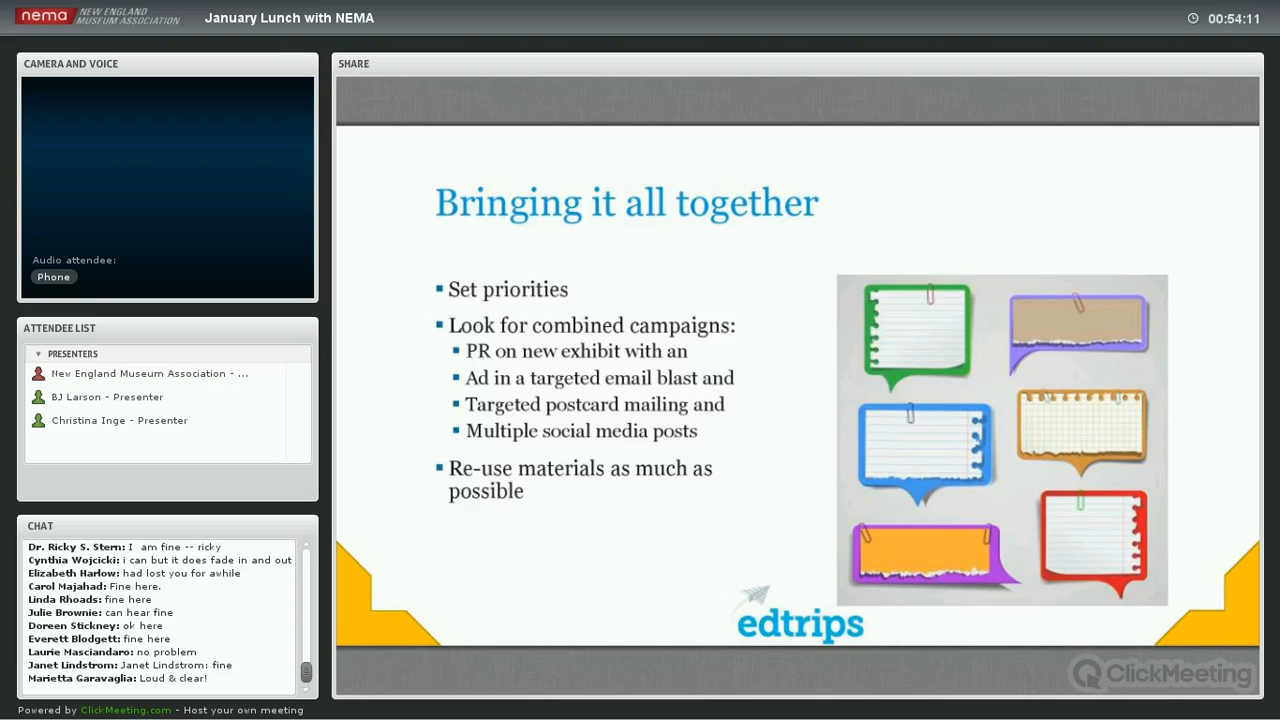 nema NEW ENGLAND
MUSEUM ASSOCIATION
January Lunch with NEMA
00:54:11
CAMERA AND VOICE
Audio attendee:
Phone
ATTENDEE LIST
PRESENTERS
New England Museum Association - ...
BJ Larson - Presenter
Christina Inge - Presenter
CHAT
Dr. Ricky S. Stern: I am fine -- ricky
Cynthia Wojcicki: i can but it does fade in and out
Elizabeth Harlow: had lost you for awhile
Carol Majahad: Fine here.
Linda Rhoads: fine here
Julie Brownie: can hear fine
Doreen Stickney: ok here
Everett Blodgett: fine here
Laurie Masciandaro: no problem
Janet Lindstrom: Janet Lindstrom: fine
Marietta Garavaglia: Loud & clear!
SHARE
Bringing it all together
Set priorities
Look for combined campaigns:
PR on new exhibit with an
Ad in a targeted email blast and
Targeted postcard mailing and
Multiple social media posts
Re-use materials as much as
possible
edtrips
ClickMeeting
Powered by ClickMeeting.com - Host your own meeting